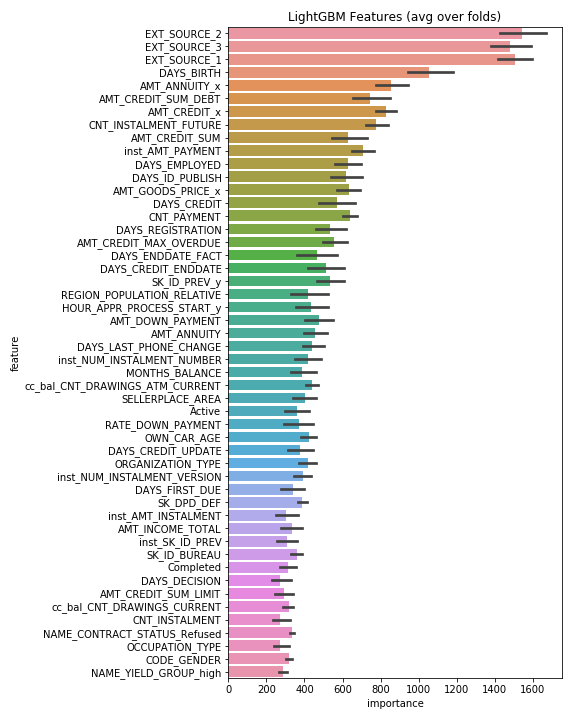 LightGBM Features (avg over folds)
EXT_SOURCE_2
EXT_SOURCE_3
EXT_SOURCE_1
DAYS_BIRTH
AMT_ANNUITY_x
AMT_CREDIT_SUM_DEBT
AMT_CREDIT_x
CNT_INSTALMENT_FUTURE
AMT_CREDIT_SUM
inst_AMT_PAYMENT
DAYS_EMPLOYED
DAYS_ID_PUBLISH
AMT_GOODS_PRICE_x
DAYS_CREDIT
CNT_PAYMENT
DAYS_REGISTRATION
AMT_CREDIT_MAX_OVERDUE
DAYS_ENDDATE_FACT
DAYS_CREDIT_ENDDATE
SK_ID_PREV_y
REGION_POPULATION_RELATIVE
HOUR_APPR_PROCESS_START_y
AMT_DOWN_PAYMENT
AMT_ANNUITY
DAYS_LAST_PHONE_CHANGE
inst_NUM_INSTALMENT_NUMBER
MONTHS_BALANCE
cc_bal_CNT_DRAWINGS_ATM_CURRENT
SELLERPLACE_AREA
Active
RATE_DOWN_PAYMENT
OWN_CAR_AGE
DAYS_CREDIT_UPDATE
ORGANIZATION_TYPE
inst_NUM_INSTALMENT_VERSION
DAYS_FIRST_DUE
SK_DPD_DEF
inst_AMT_INSTALMENT
AMT_INCOME_TOTAL
inst_SK_ID_PREV
SK_ID_BUREAU
Completed
DAYS_DECISION
AMT_CREDIT_SUM_LIMIT
cc_bal_CNT_DRAWINGS_CURRENT
CNT_INSTALMENT
NAME_CONTRACT_STATUS_Refused
OCCUPATION_TYPE
CODE_GENDER
NAME_YIELD_GROUP_high
feature
0 200 400 600 800 1000 1200 1400 1600
importance